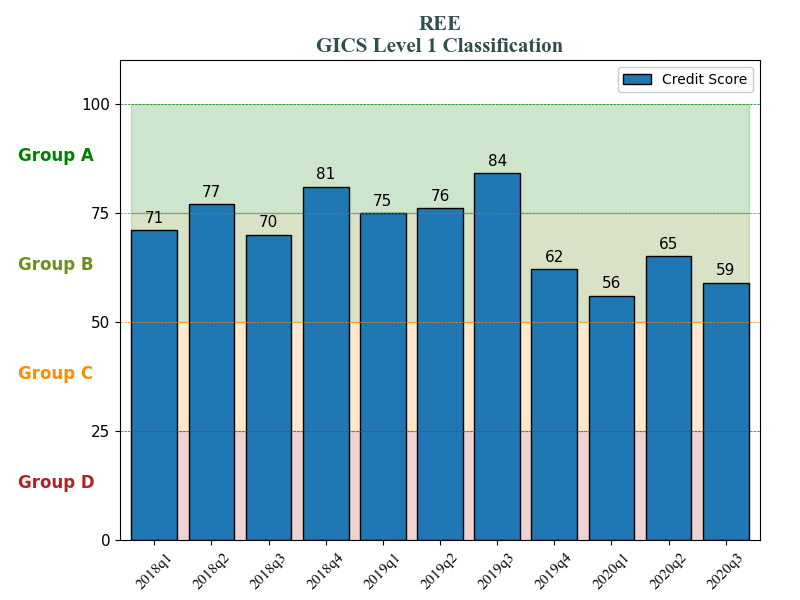 REE
GICS Level 1 Classification
Credit Score
100
Group A
84
81
77
76
75
71
70
75
65
62
Group B
59
56
50
Group C
25
Group D
0
2018q1 2018q2 2018q3 2018q4 2019q1 2019q2 2019q3 2019q4 2020q1 2020q2 2020q3